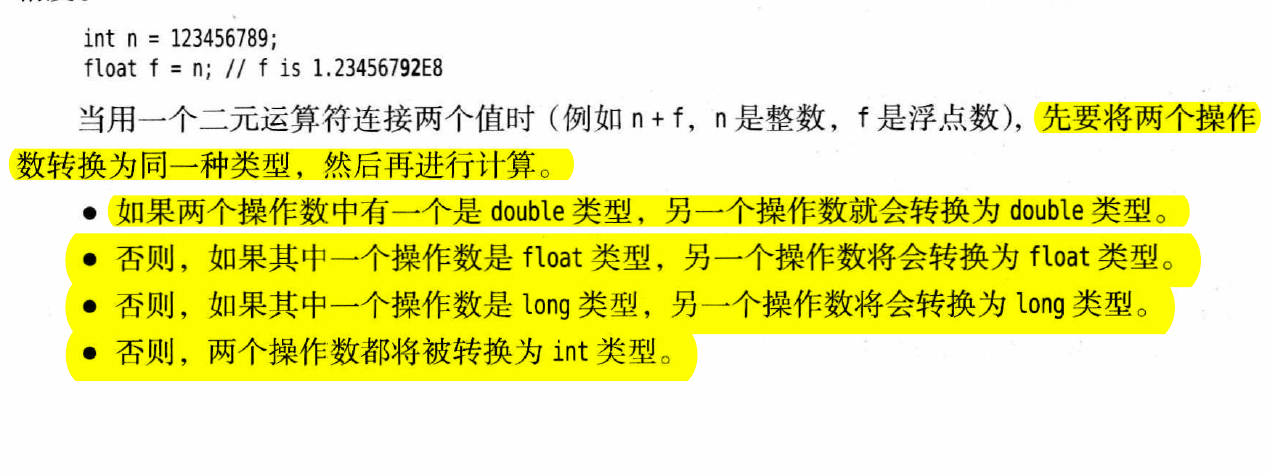 int n = 123456789;
float f = n; // f is 1.23456792E8
当用一个二元运算符连接两个值时（例如 n + f，n 是整数，f 是浮点数），先要将两个操作
数转换为同一种类型，然后再进行计算。
● 如果两个操作数中有一个是 double 类型，另一个操作数就会转换为 double 类型。
● 否则，如果其中一个操作数是 float 类型，另一个操作数将会转换为 float 类型。
● 否则，如果其中一个操作数是 long 类型，另一个操作数将会转换为 long 类型。
● 否则，两个操作数都将被转换为 int 类型。